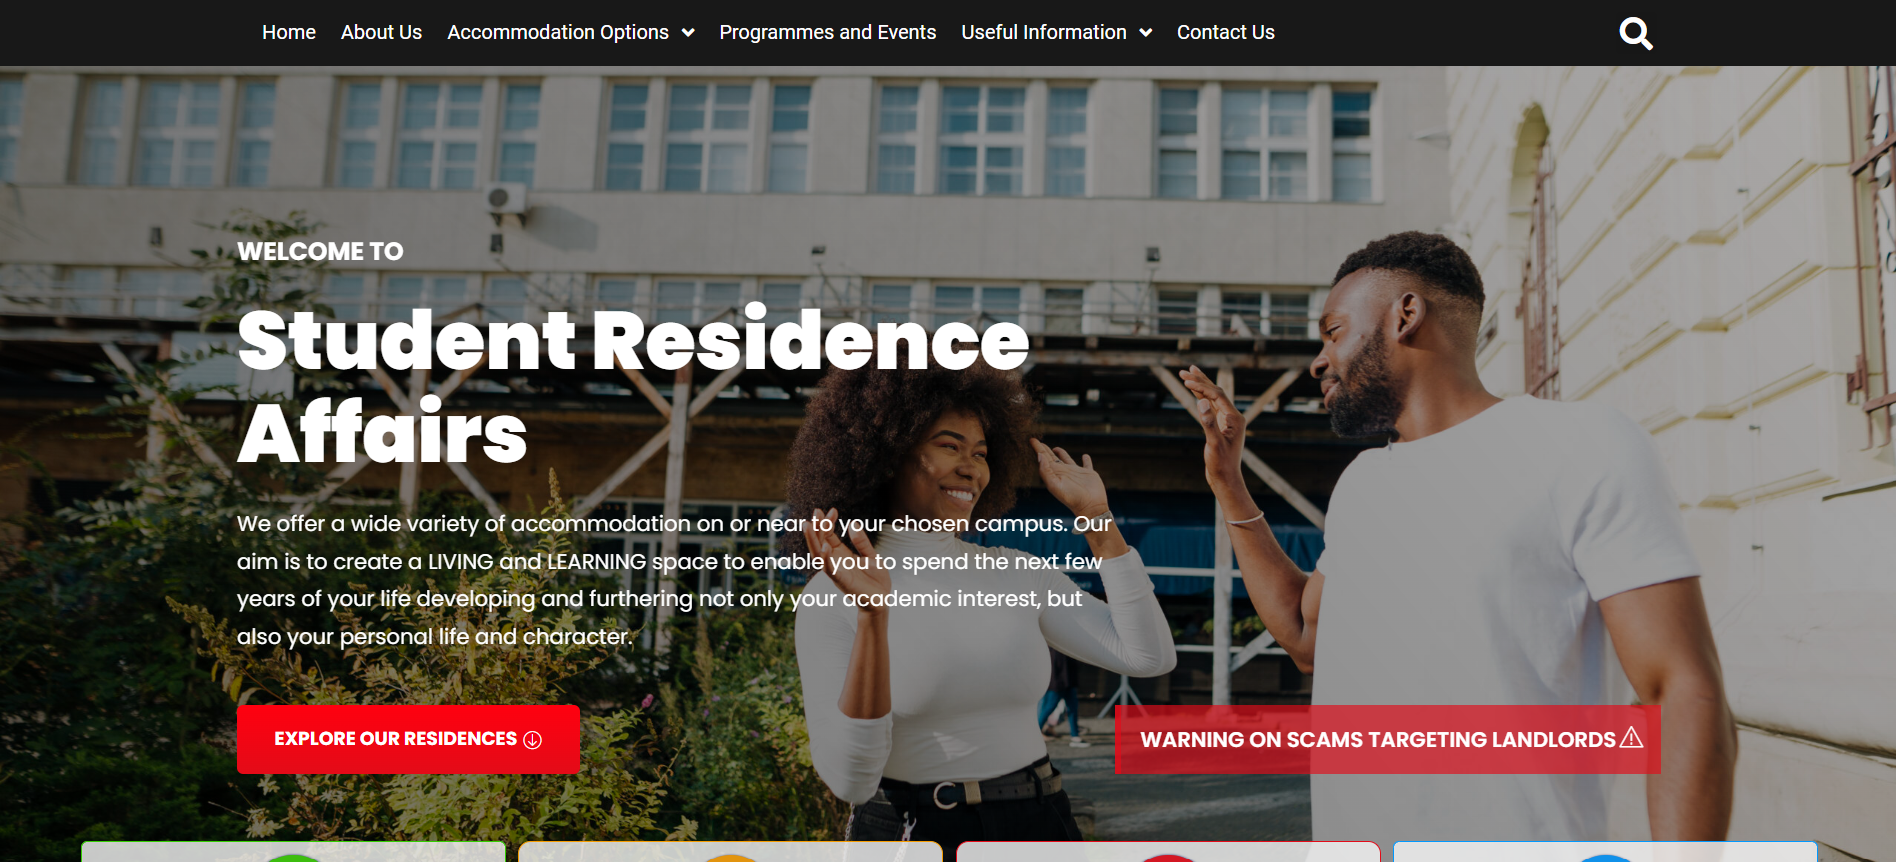 Home About Us Accommodation Options Programmes and Events Useful Information Contact Us
WELCOME TO
Student Residence
Affairs
We offer a wide variety of accommodation on or near to your chosen campus. Our
aim is to create a LIVING and LEARNING space to enable you to spend the next few
years of your life developing and furthering not only your academic interest, but
also your personal life and character.
EXPLORE OUR RESIDENCES
WARNING ON SCAMS TARGETING LANDLORDS